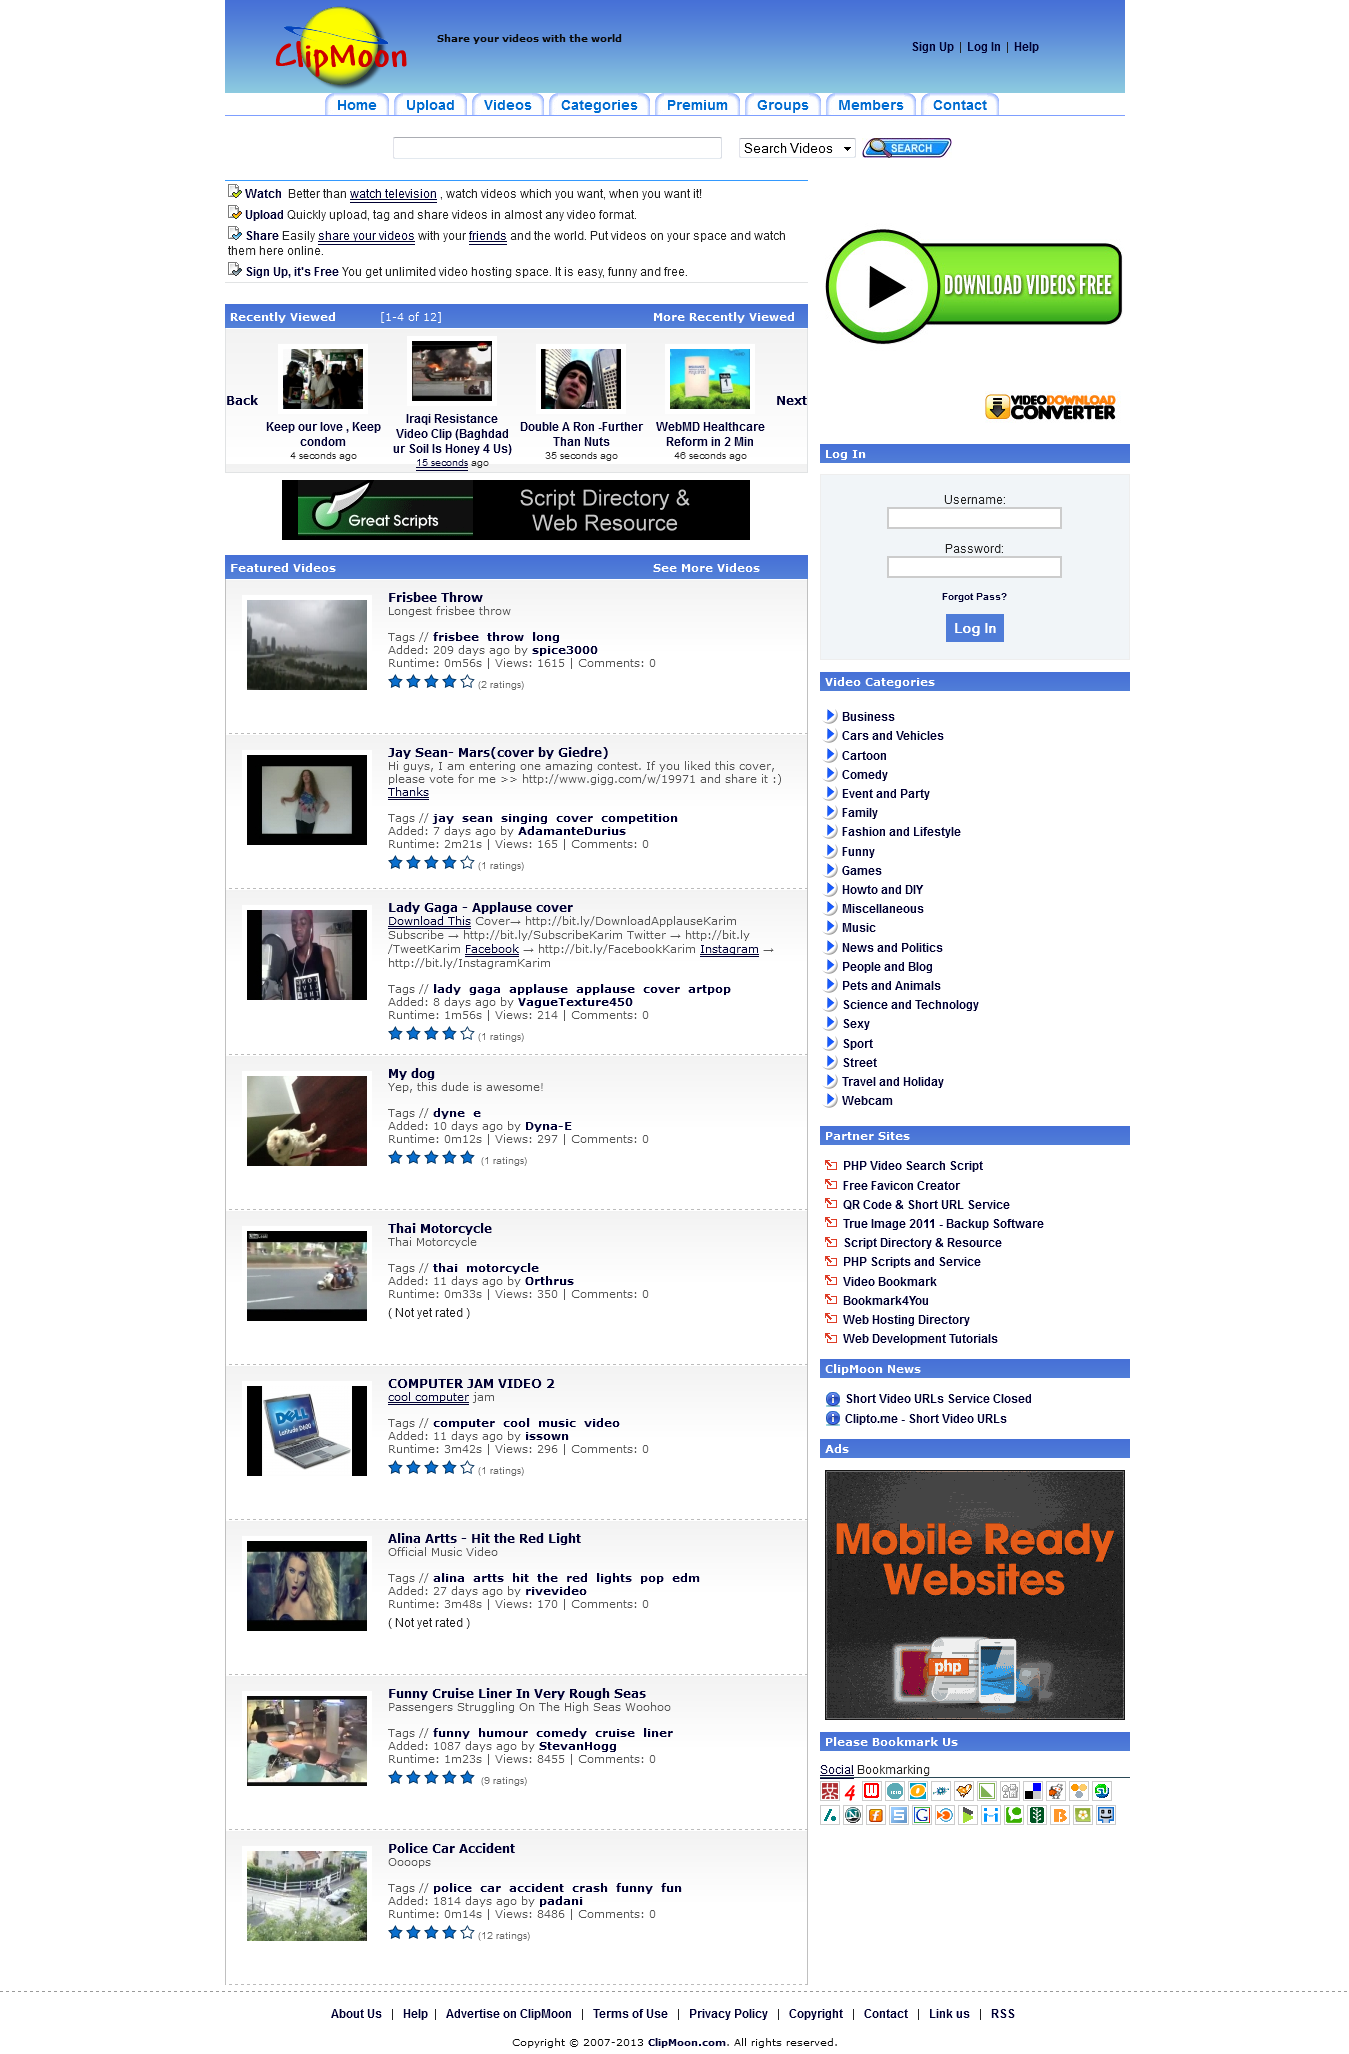 ClipMoon
Share your videos with the world
Sign Up | Log In | Help
Home Upload Videos Categories Premium Groups Members Contact
Search Videos SEARCH
Watch Better than watch television , watch videos which you want, when you want it!
Upload Quickly upload, tag and share videos in almost any video format.
Share Easily share your videos with your friends and the world. Put videos on your space and watch
them here online.
Sign Up, it's Free You get unlimited video hosting space. It is easy, funny and free.
Recently Viewed [1-4 of 12] More Recently Viewed
Back
Keep our love , Keep
condom
4 seconds ago
Iraqi Resistance
Video Clip (Baghdad
ur Soil Is Honey 4 Us)
15 seconds ago
Double A Ron -Further
Than Nuts
35 seconds ago
WebMD Healthcare
Reform in 2 Min
46 seconds ago
Next
Great Scripts
Script Directory &
Web Resource
Featured Videos See More Videos
Frisbee Throw
Longest frisbee throw
Tags // frisbee throw long
Added: 209 days ago by spice3000
Runtime: 0m56s | Views: 1615 | Comments: 0
(2 ratings)
Jay Sean- Mars(cover by Giedre)
Hi guys, I am entering one amazing contest. If you liked this cover,
please vote for me >> http://www.gigg.com/w/19971 and share it :)
Thanks
Tags // jay sean singing cover competition
Added: 7 days ago by AdamanteDurius
Runtime: 2m21s | Views: 165 | Comments: 0
(1 ratings)
Lady Gaga - Applause cover
Download This Cover→ http://bit.ly/DownloadApplauseKarim
Subscribe → http://bit.ly/SubscribeKarim Twitter → http://bit.ly
/TweetKarim Facebook → http://bit.ly/FacebookKarim Instagram →
http://bit.ly/InstagramKarim
Tags // lady gaga applause applause cover artpop
Added: 8 days ago by VagueTexture450
Runtime: 1m56s | Views: 214 | Comments: 0
(1 ratings)
My dog
Yep, this dude is awesome!
Tags // dyne e
Added: 10 days ago by Dyna-E
Runtime: 0m12s | Views: 297 | Comments: 0
(1 ratings)
Thai Motorcycle
Thai Motorcycle
Tags // thai motorcycle
Added: 11 days ago by Orthrus
Runtime: 0m33s | Views: 350 | Comments: 0
( Not yet rated )
DELL
Latitude D600
COMPUTER JAM VIDEO 2
cool computer jam
Tags // computer cool music video
Added: 11 days ago by issown
Runtime: 3m42s | Views: 296 | Comments: 0
(1 ratings)
Alina Artts - Hit the Red Light
Official Music Video
Tags // alina artts hit the red lights pop edm
Added: 27 days ago by rivevideo
Runtime: 3m48s | Views: 170 | Comments: 0
( Not yet rated )
Funny Cruise Liner In Very Rough Seas
Passengers Struggling On The High Seas Woohoo
Tags // funny humour comedy cruise liner
Added: 1087 days ago by StevanHogg
Runtime: 1m23s | Views: 8455 | Comments: 0
(9 ratings)
Police Car Accident
Oooops
Tags // police car accident crash funny fun
Added: 1814 days ago by padani
Runtime: 0m14s | Views: 8486 | Comments: 0
(12 ratings)
DOWNLOAD VIDEOS FREE
VIDEO DOWNLOAD
CONVERTER
Log In
Username:
Password:
Forgot Pass?
Log In
Video Categories
Business
Cars and Vehicles
Cartoon
Comedy
Event and Party
Family
Fashion and Lifestyle
Funny
Games
Howto and DIY
Miscellaneous
Music
News and Politics
People and Blog
Pets and Animals
Science and Technology
Sexy
Sport
Street
Travel and Holiday
Webcam
Partner Sites
PHP Video Search Script
Free Favicon Creator
QR Code & Short URL Service
True Image 2011 - Backup Software
Script Directory & Resource
PHP Scripts and Service
Video Bookmark
Bookmark4You
Web Hosting Directory
Web Development Tutorials
ClipMoon News
Short Video URLs Service Closed
Clipto.me - Short Video URLs
Ads
Mobile Ready
Websites
php
Please Bookmark Us
Social Bookmarking
About Us | Help | Advertise on ClipMoon | Terms of Use | Privacy Policy | Copyright | Contact | Link us | RSS
Copyright © 2007-2013 ClipMoon.com. All rights reserved.